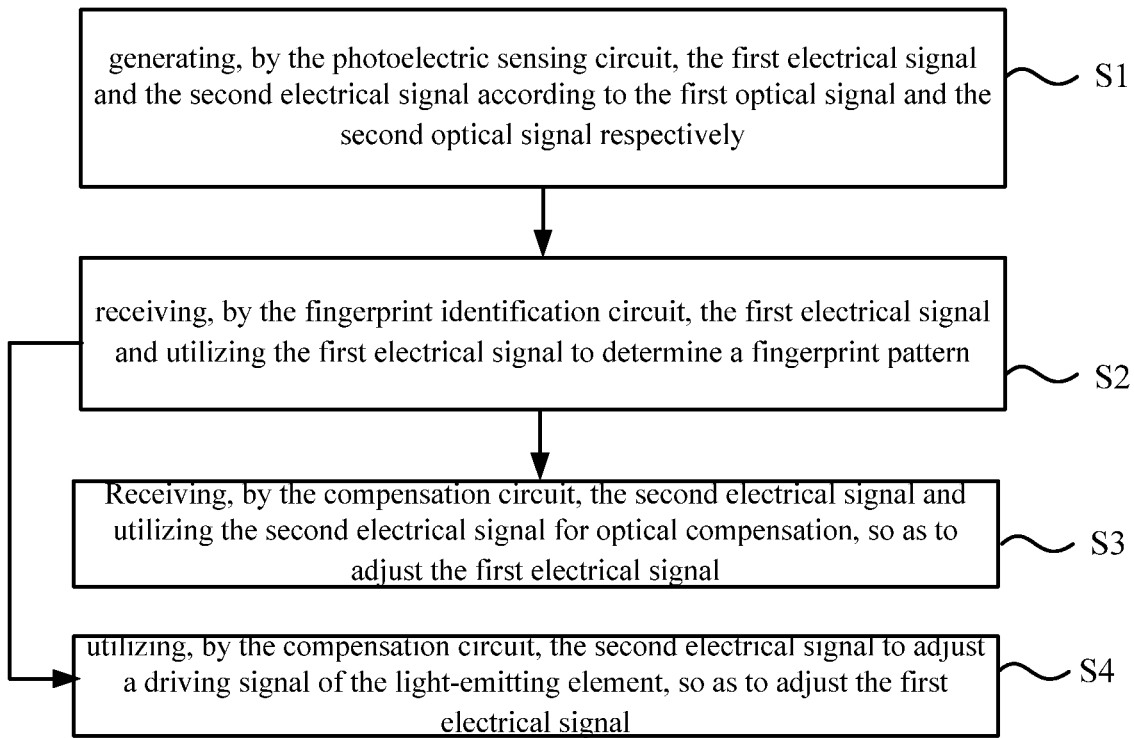 generating, by the photoelectric sensing circuit, the first electrical signal
and the second electrical signal according to the first optical signal and the
second optical signal respectively
S1
receiving, by the fingerprint identification circuit, the first electrical signal
and utilizing the first electrical signal to determine a fingerprint pattern
S2
Receiving, by the compensation circuit, the second electrical signal and
utilizing the second electrical signal for optical compensation, so as to
adjust the first electrical signal
S3
utilizing, by the compensation circuit, the second electrical signal to adjust
a driving signal of the light-emitting element, so as to adjust the first
electrical signal
S4